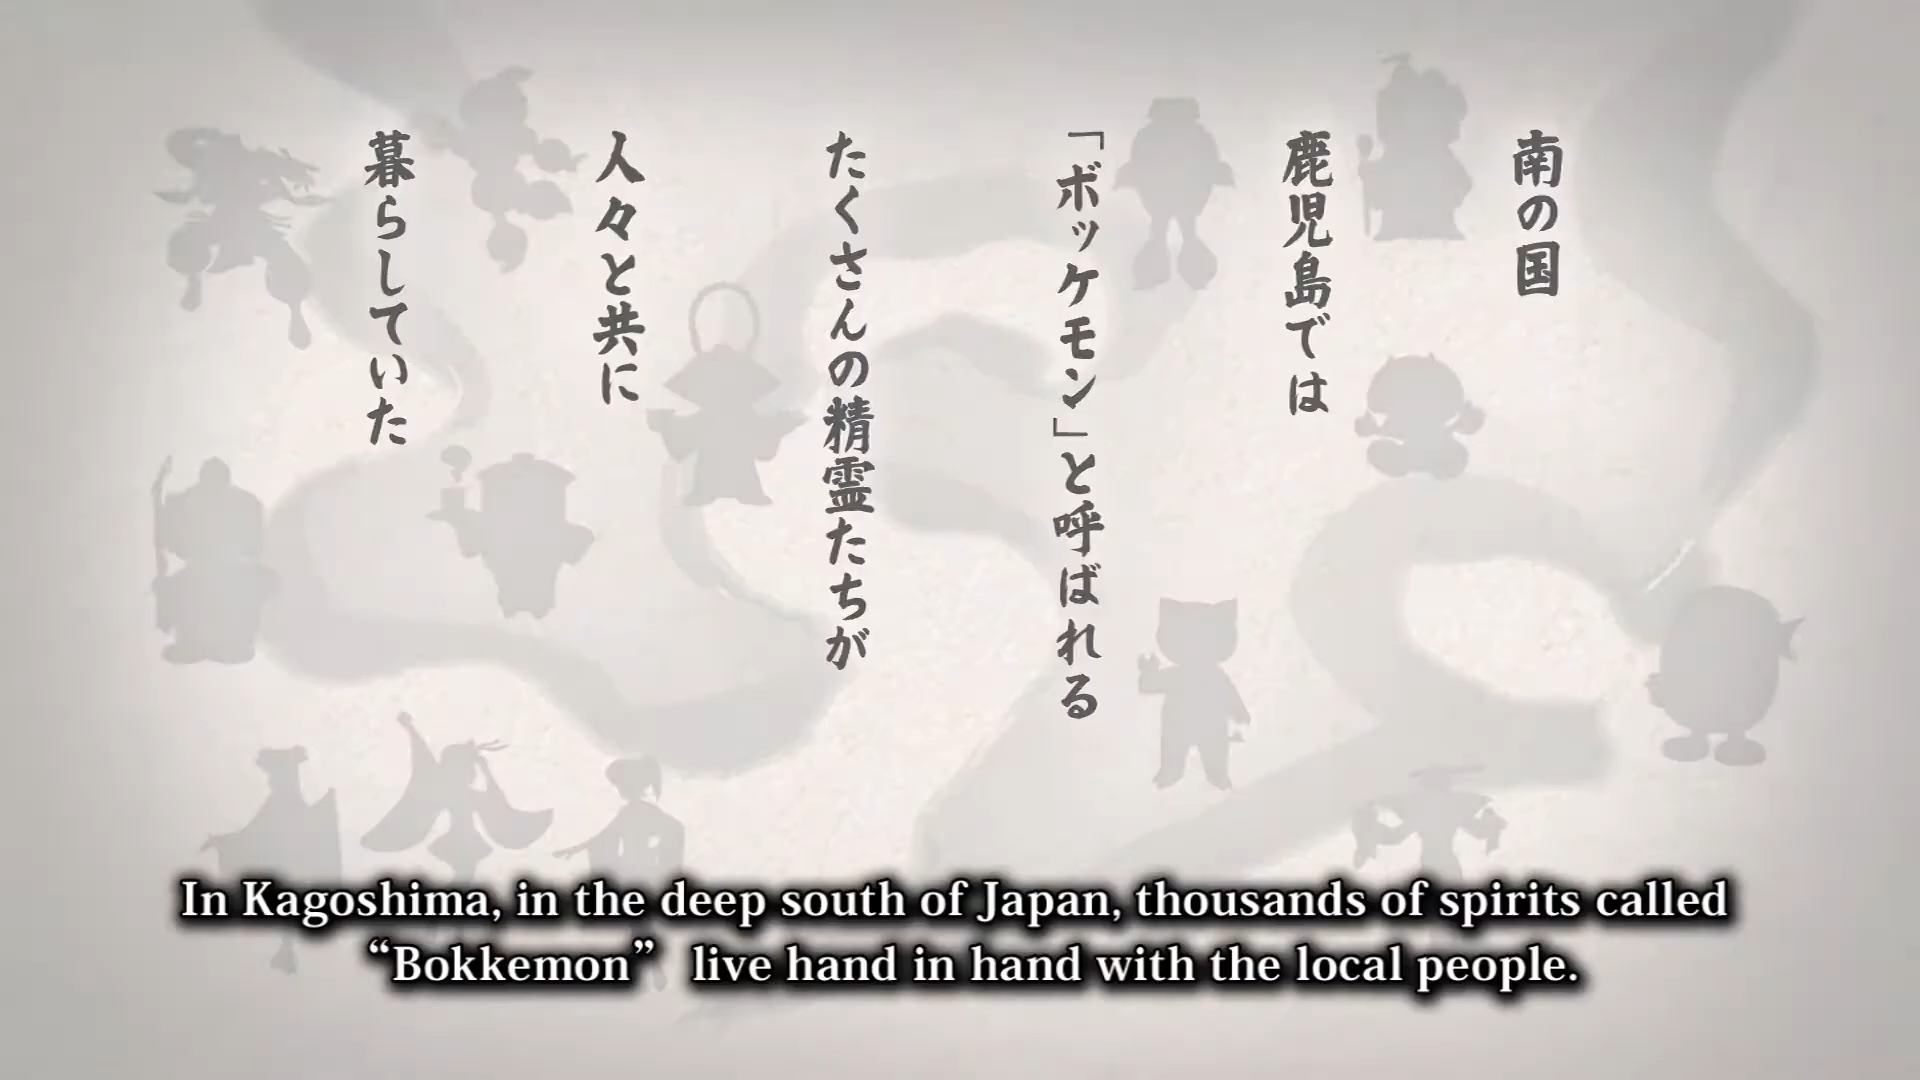 南の国
鹿児島では
「ボッケモン」と呼ばれる
たくさんの精霊たちが
人々と共に
暮らしていた
In Kagoshima, in the deep south of Japan, thousands of spirits called
“Bokkemon” live hand in hand with the local people.